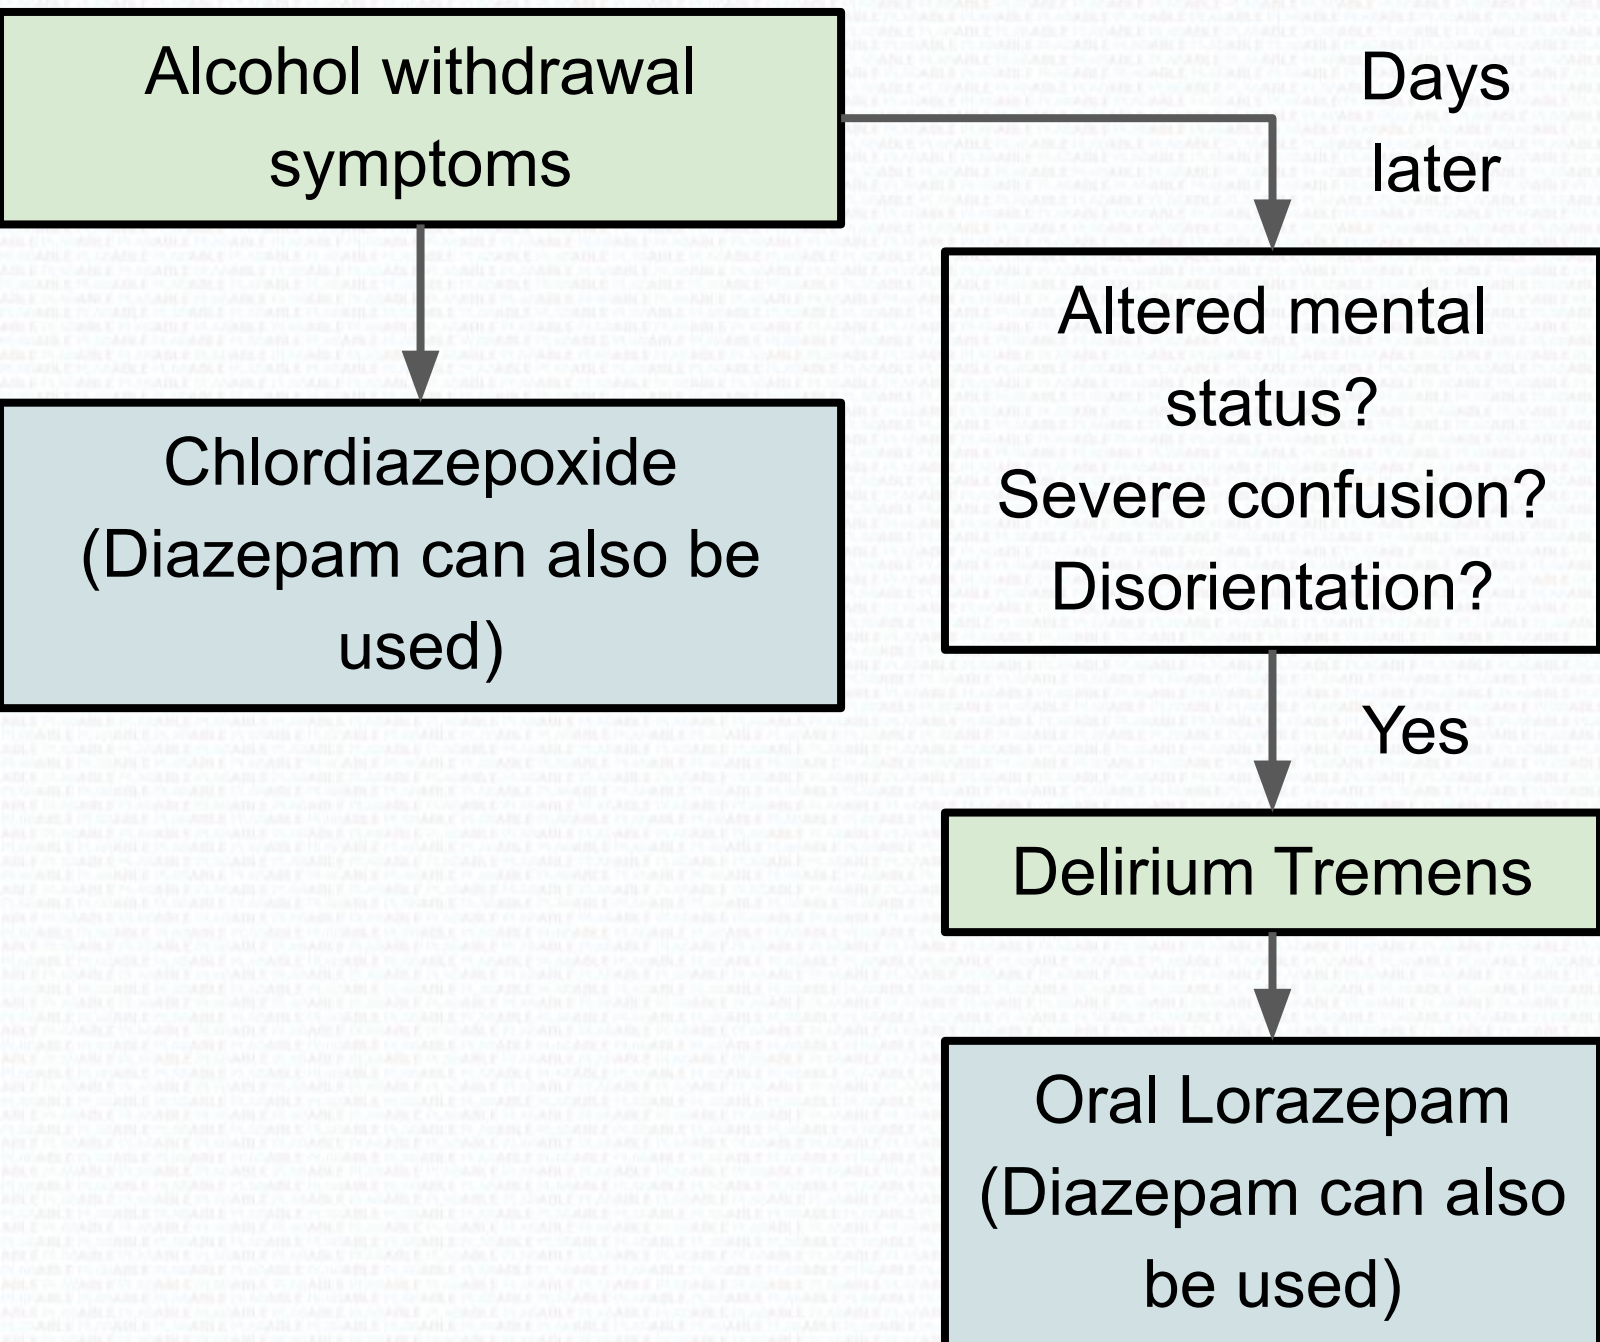 Alcohol withdrawal
symptoms
Days
later
Chlordiazepoxide
(Diazepam can also be
used)
Altered mental
status?
Severe confusion?
Disorientation?
Yes
Delirium Tremens
Oral Lorazepam
(Diazepam can also
be used)